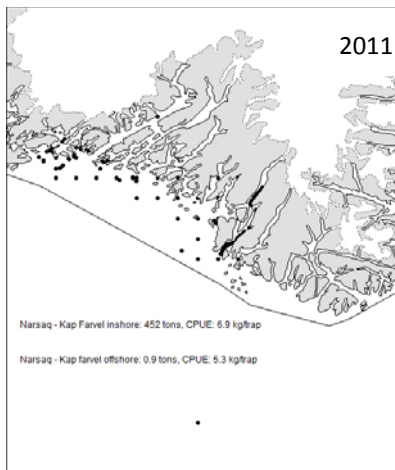 2011
Narsaq - Kap Farvel inshore: 452 tons, CPUE: 6.9 kg/trap
Narsaq - Kap farvel offshore: 0.9 tons, CPUE: 5.3 kg/trap